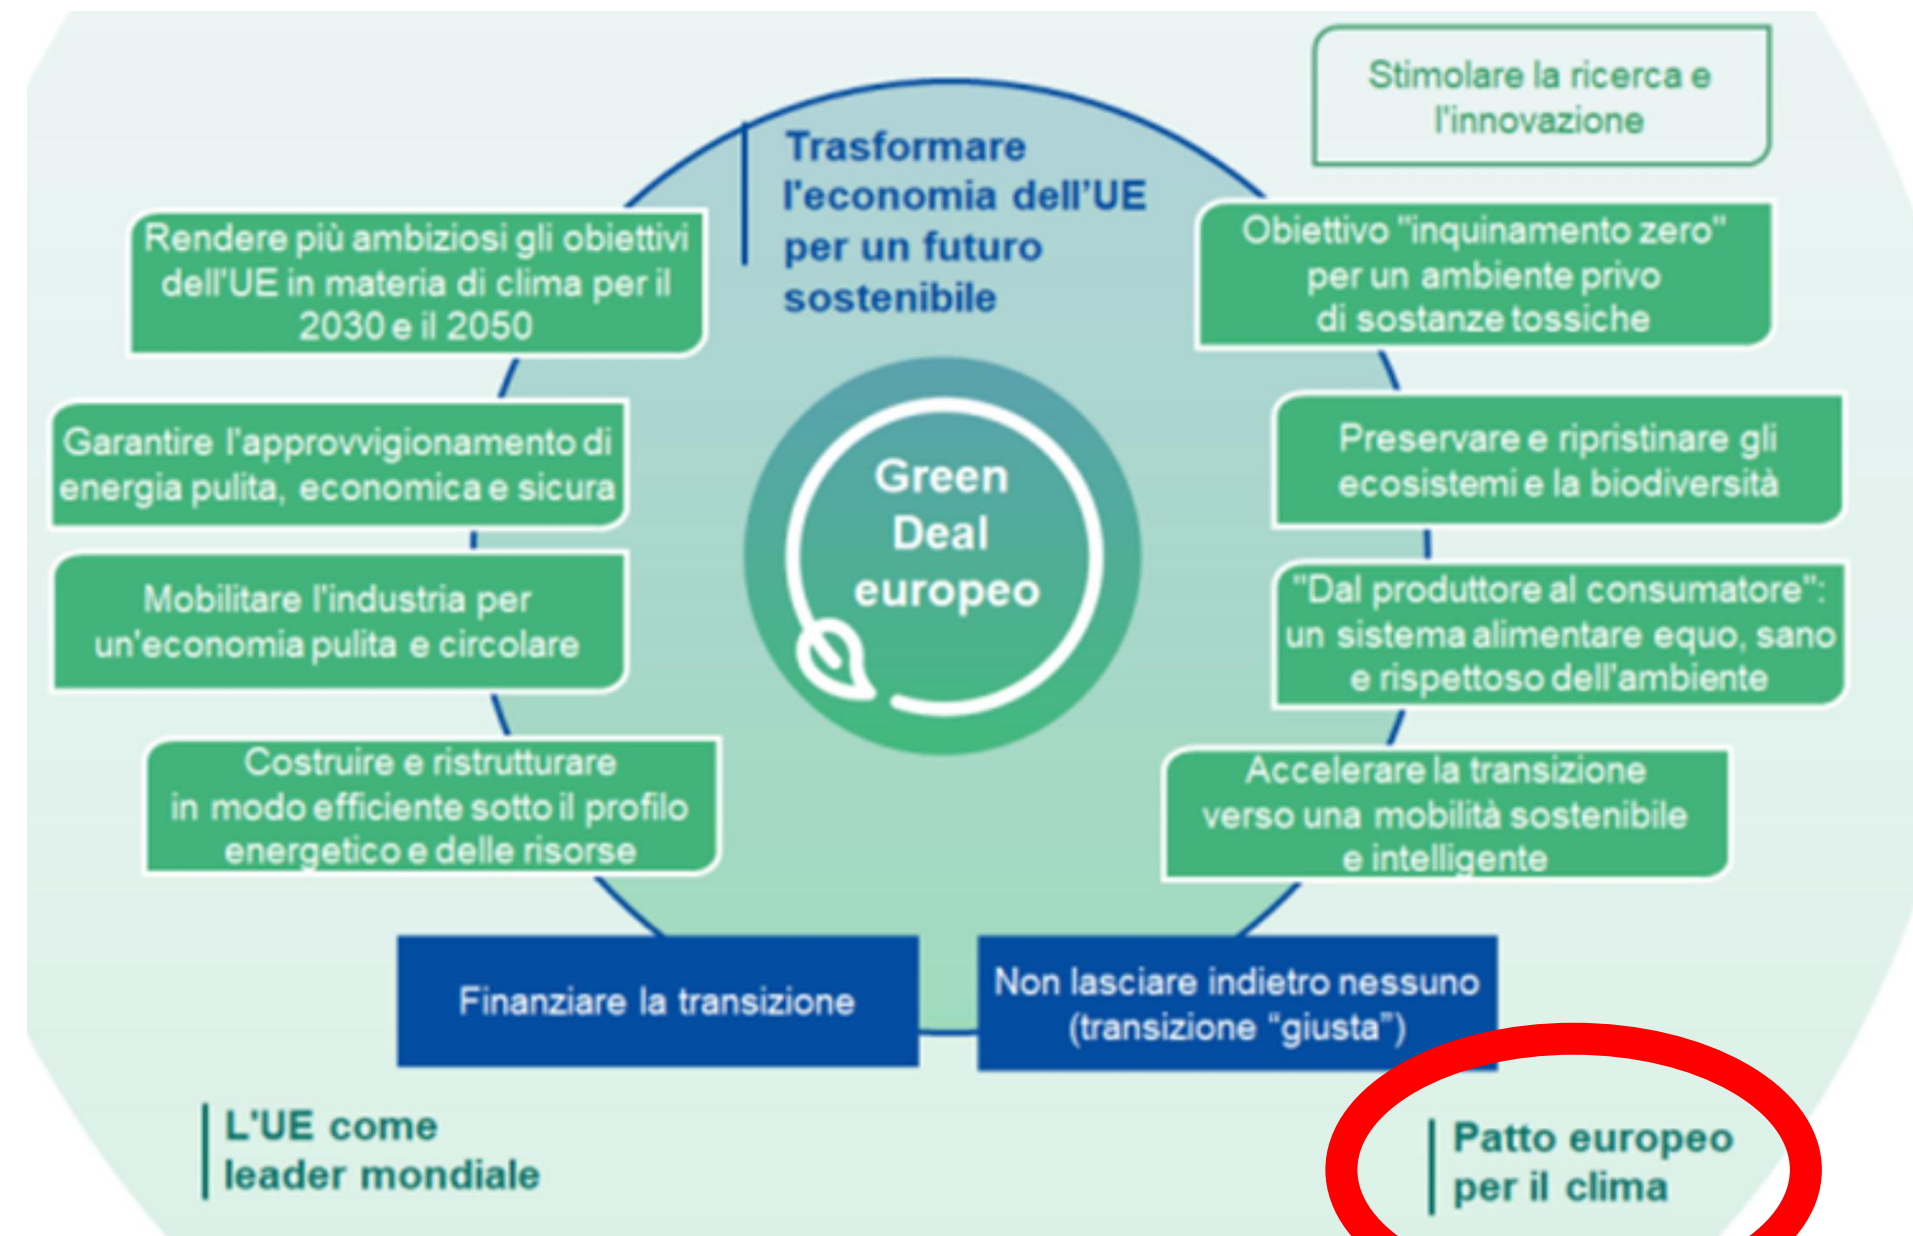 Stimolare la ricerca e
l'innovazione
Trasformare
l'economia dell’UE
per un futuro
sostenibile
Rendere più ambiziosi gli obiettivi
dell'UE in materia di clima per il
2030 e il 2050
Obiettivo "inquinamento zero"
per un ambiente privo
di sostanze tossiche
Garantire l'approvvigionamento di
energia pulita, economica e sicura
Preservare e ripristinare gli
ecosistemi e la biodiversità
Green
Deal
europeo
Mobilitare l'industria per
un'economia pulita e circolare
"Dal produttore al consumatore":
un sistema alimentare equo, sano
e rispettoso dell'ambiente
Costruire e ristrutturare
in modo efficiente sotto il profilo
energetico e delle risorse
Accelerare la transizione
verso una mobilità sostenibile
e intelligente
Finanziare la transizione
Non lasciare indietro nessuno
(transizione “giusta”)
L'UE come
leader mondiale
Patto europeo
per il clima